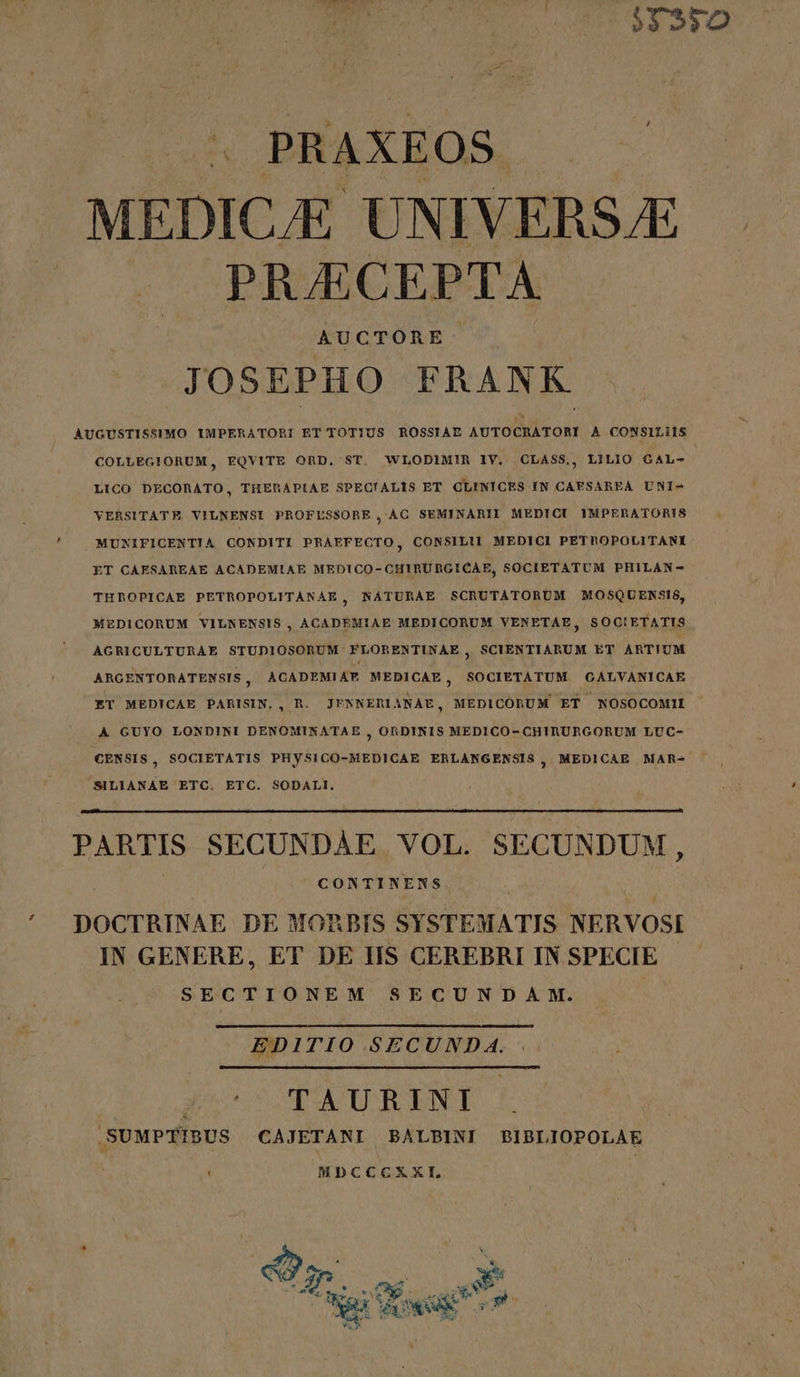 PRAXEOS
MEDICÆ UNIVERSÆ
PRÆCEPTA
AUCTORE
JOSEPHO FRANK
AUGUSTISSIMO IMPERATORI ET TOTIUS ROSSIAE AUTOCRATORI A CONSILIIS
COLLEGIORUM, EQVITE ORD. ST. WLODIMIR IV. CLASS., LILIO GAL-
LICO DECORATO, THERAPIAE SPECIALIS ET CLINICES IN CAESAREA UNI-
VERSITATE VILNENSI PROFESSORE, AC SEMINARII MEDICI IMPERATORIS
MUNIFICENTIA CONDITI PRAEFECTO, CONSILII MEDICI PETROPOLITANI
ET CAESAREAE ACADEMIAE MEDICO-CHIRURGICAE, SOCIETATUM PHILAN-
THROPICAE PETROPOLITANAE, NATURAE SCRUTATORUM MOSQUENSIS,
MEDICORUM VILNENSIS, ACADEMIAE MEDICORUM VENETAE, SOCIETATIS
AGRICULTURAE STUDIOSORUM FLORENTINAE, SCIENTIARUM ET ARTIUM
ARGENTORATENSIS, ACADEMIAE MEDICAE, SOCIETATUM GALVANICAE
ET MEDICAE PARISIN., R. JENNERIANAE, MEDICORUM ET NOSOCOMII
A GUYO LONDINI DENOMINATAE, ORDINIS MEDICO-CHIRURGORUM LUC-
CENSIS, SOCIETATIS PHYSICO-MEDICAE ERLANGENSIS, MEDICAE MAR-
SILIANAE ETC. ETC. SODALI.
PARTIS SECUNDAE VOL. SECUNDUM,
CONTINENS
DOCTRINAE DE MORBIS SYSTEMATIS NERVOSI
IN GENERE, ET DE IIS CEREBRI IN SPECIE
SECTIONEM SECUNDAM.
EDITIO SECUNDA.
TAURINI
SUMPTIBUS CAJETANI BALBINI BIBLIOPOLAE
MDCCCXXI.